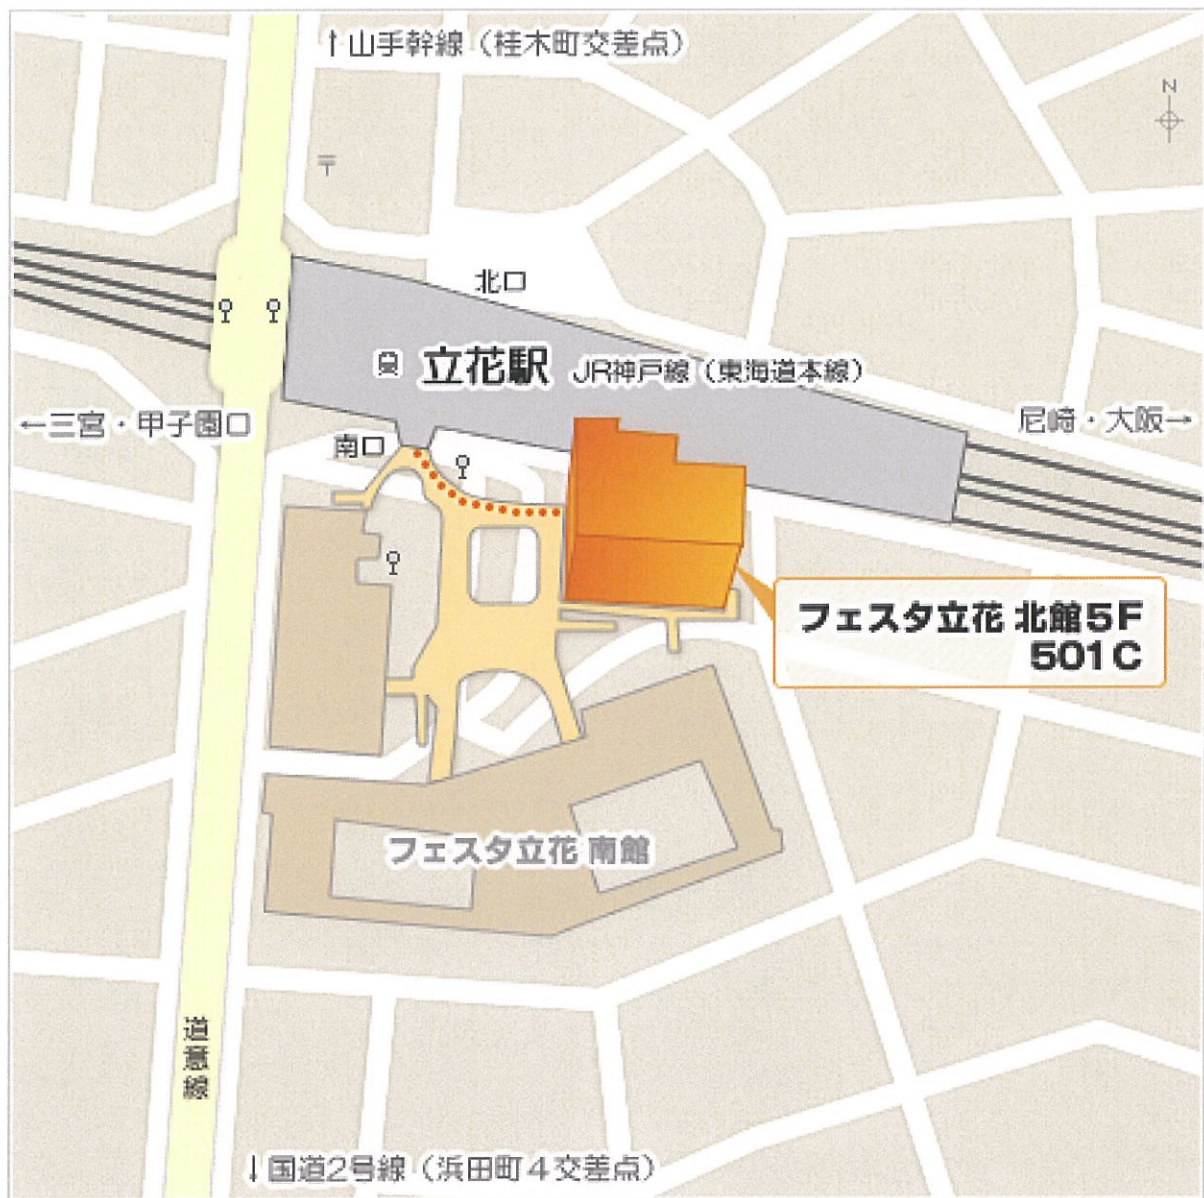 ↑山手幹線（桂木町交差点）
N
〒
北口
立花駅 JR神戸線（東海道本線）
←三宮・甲子園口
尼崎・大阪→
南口
フェスタ立花 北館5F
501C
フェスタ立花 南館
道意線
↓国道2号線（浜田町4交差点）